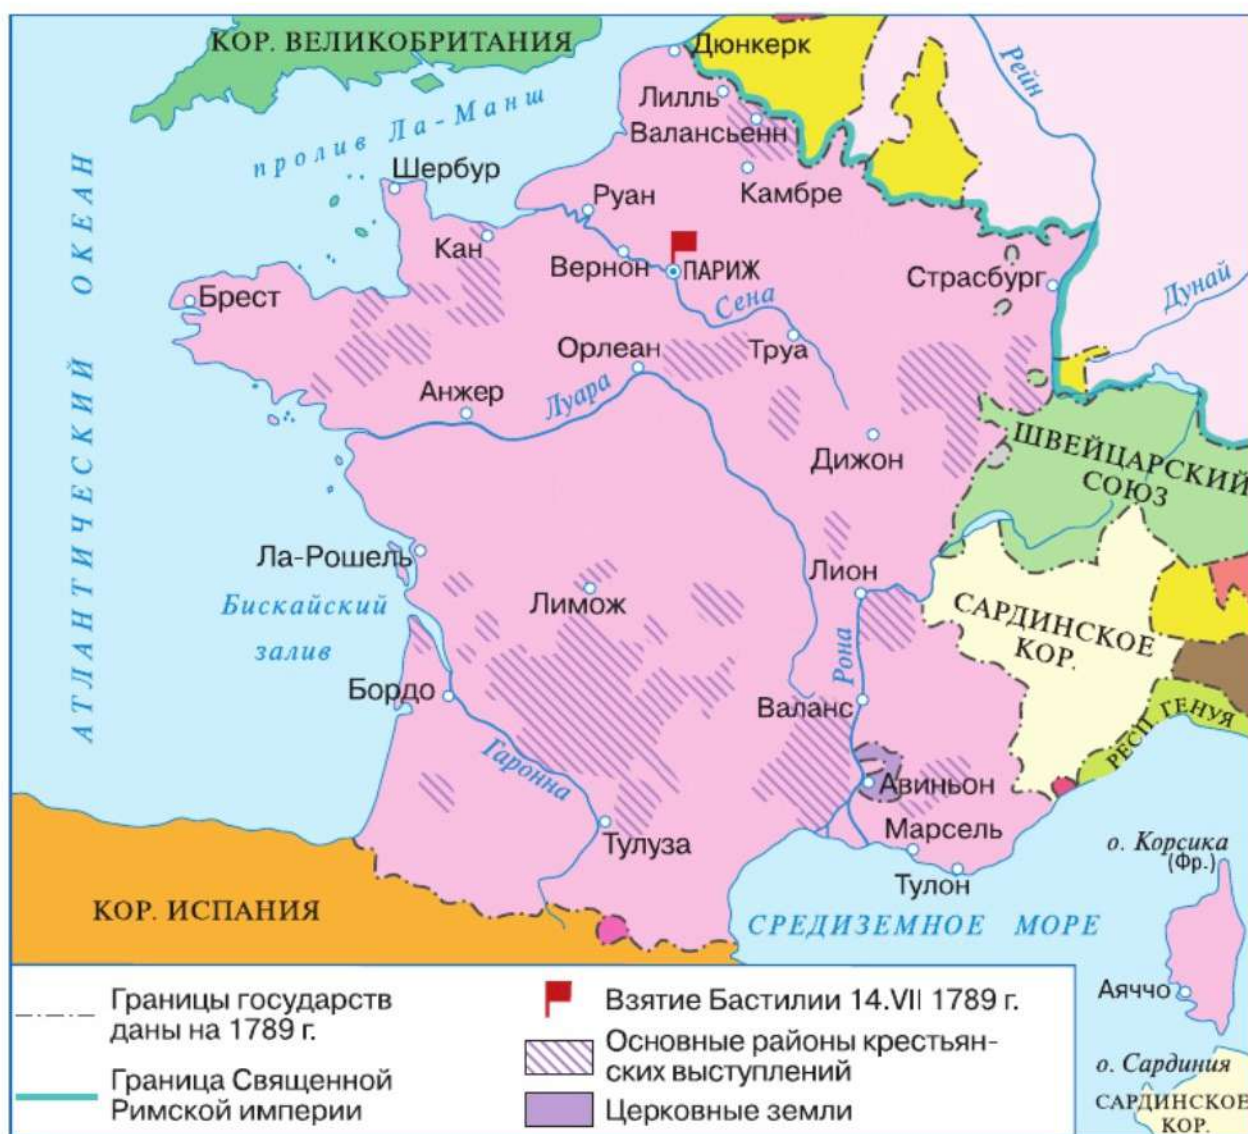 КОР. ВЕЛИКОБРИТАНИЯ
Дюнкерк
Рейн
Лилль
пролив Ла-Манш
Валансьенн
Шербур
Камбре
Руан
Кан
Вернон
ПАРИЖ
Страсбург
Дунай
Брест
Сена
Орлеан
Труа
АТЛАНТИЧЕСКИЙ ОКЕАН
Анжер
Луара
Дижон
ШВЕЙЦАРСКИЙ
СОЮЗ
Ла-Рошель
Лион
Бискайский
залив
Лимож
САРДИНСКОЕ
КОР.
Рона
Бордо
Валанс
РЕСП. ГЕНУЯ
Гаронна
Авиньон
Марсель
Тулуза
Тулон
о. Корсика
(Фр.)
КОР. ИСПАНИЯ
СРЕДИЗЕМНОЕ МОРЕ
Аяччо
о. Сардиния
САРДИНСКОЕ
КОР.
Границы государств
даны на 1789 г.
Граница Священной
Римской империи
Взятие Бастилии 14.VII 1789 г.
Основные районы крестьян-
ских выступлений
Церковные земли